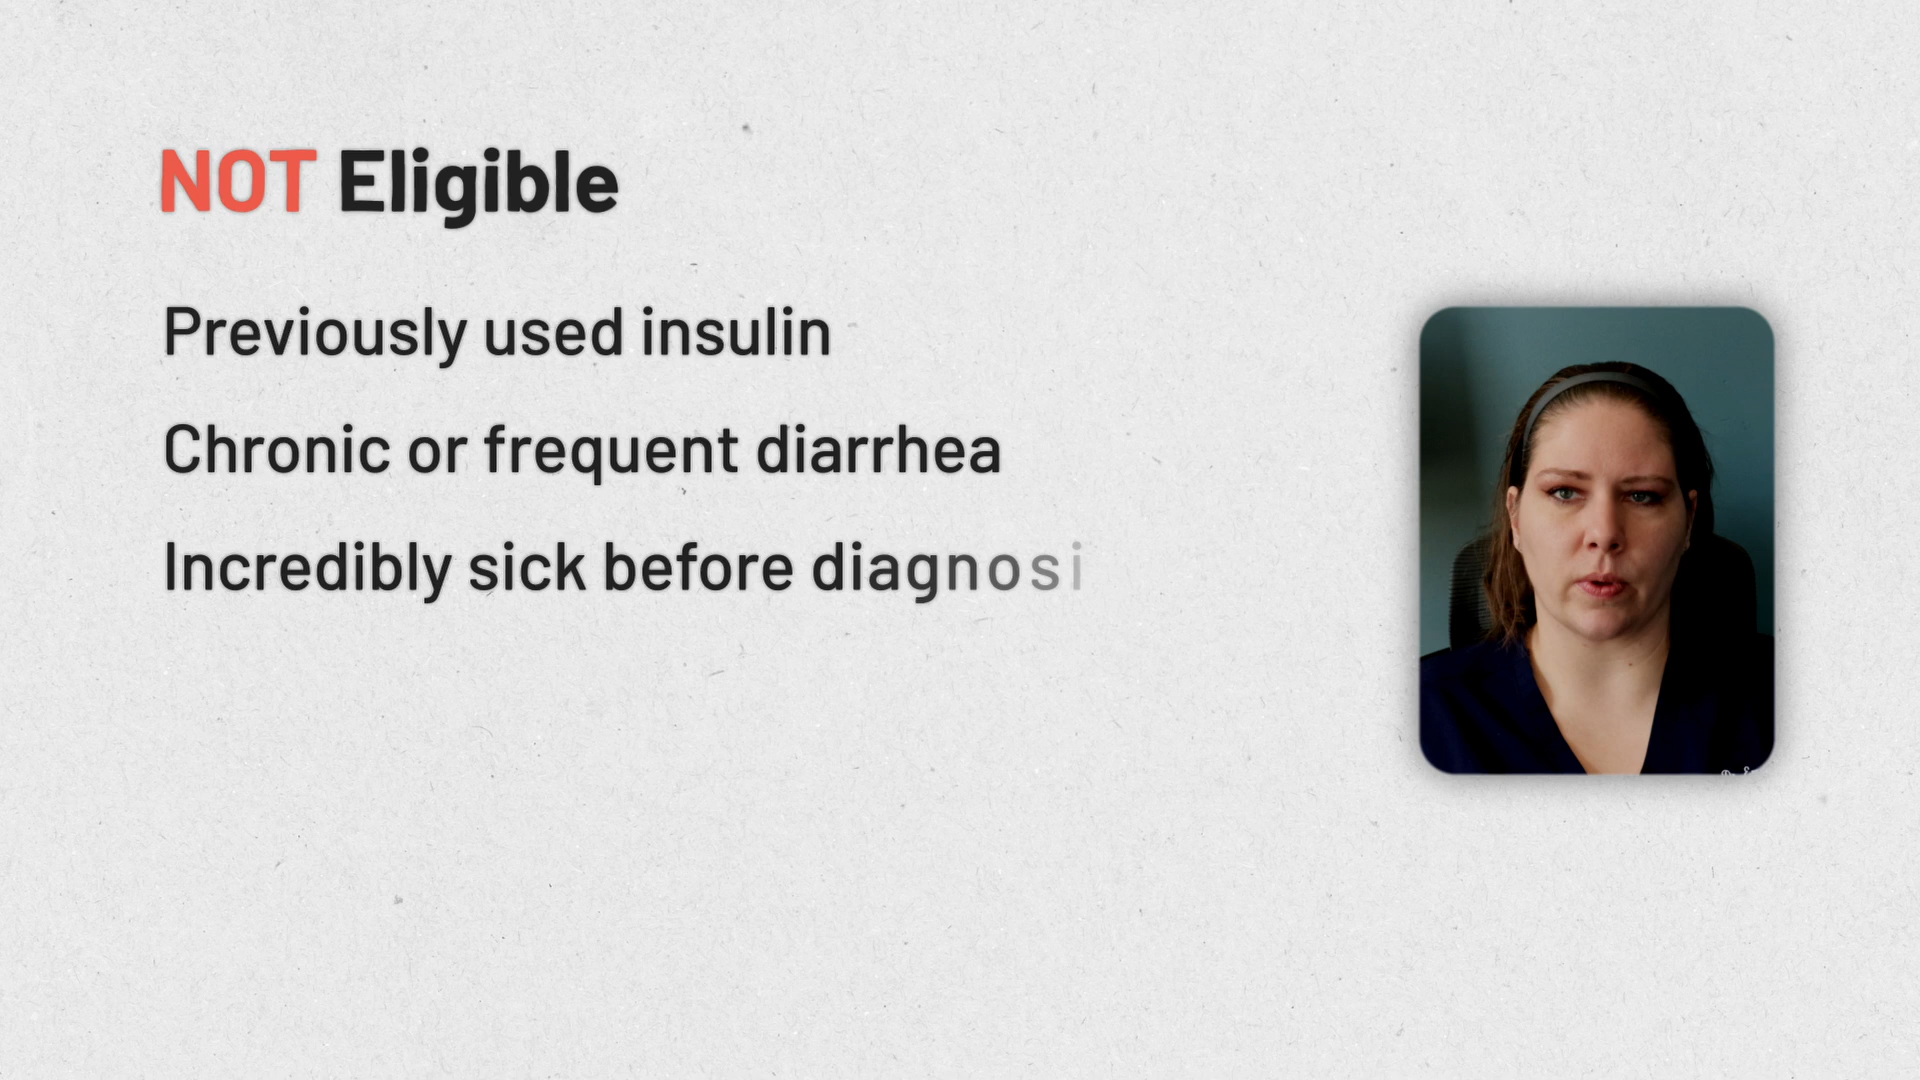 NOT Eligible
Previously used insulin
Chronic or frequent diarrhea
Incredibly sick before diagnosi